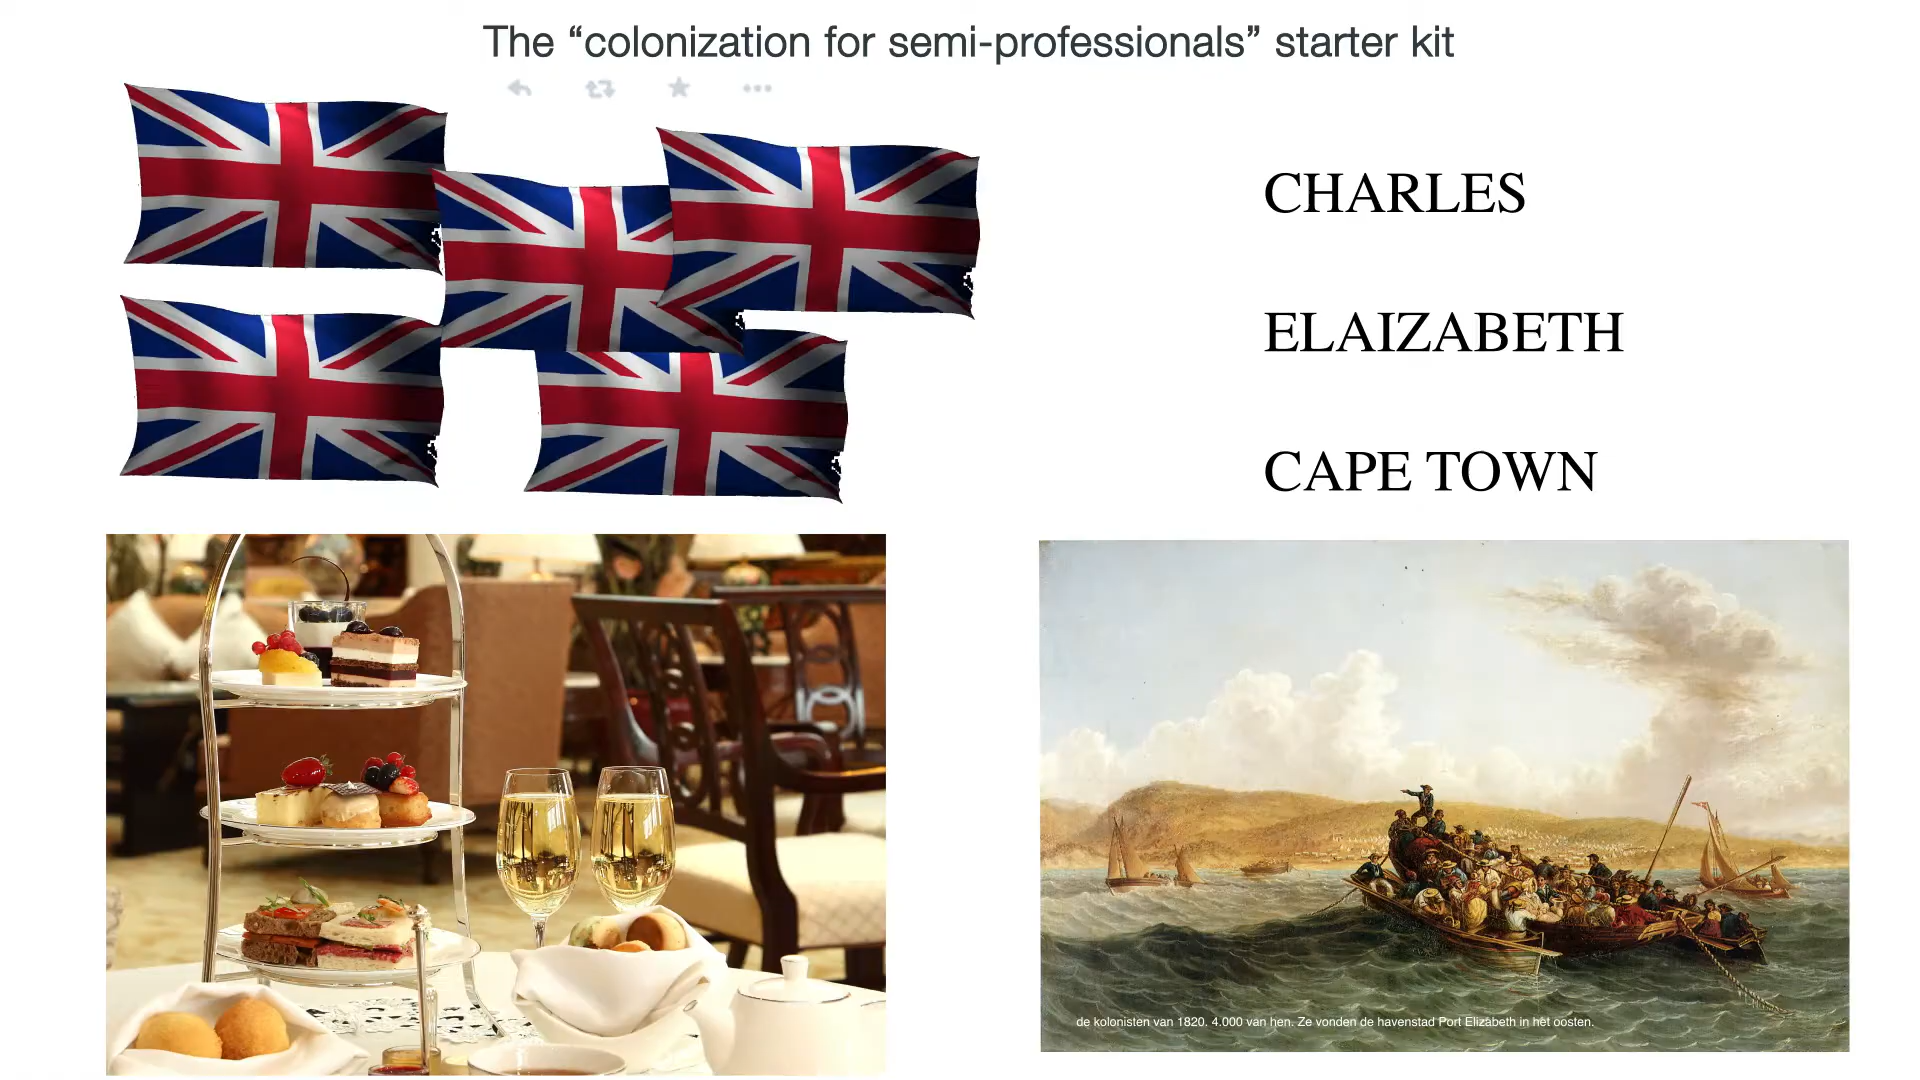 The “colonization for semi-professionals” starter kit
CHARLES
ELAIZABETH
CAPE TOWN
de kolonisten van 1820. 4.000 van hen. Ze vonden de havenstad Port Elizabeth in het oosten.